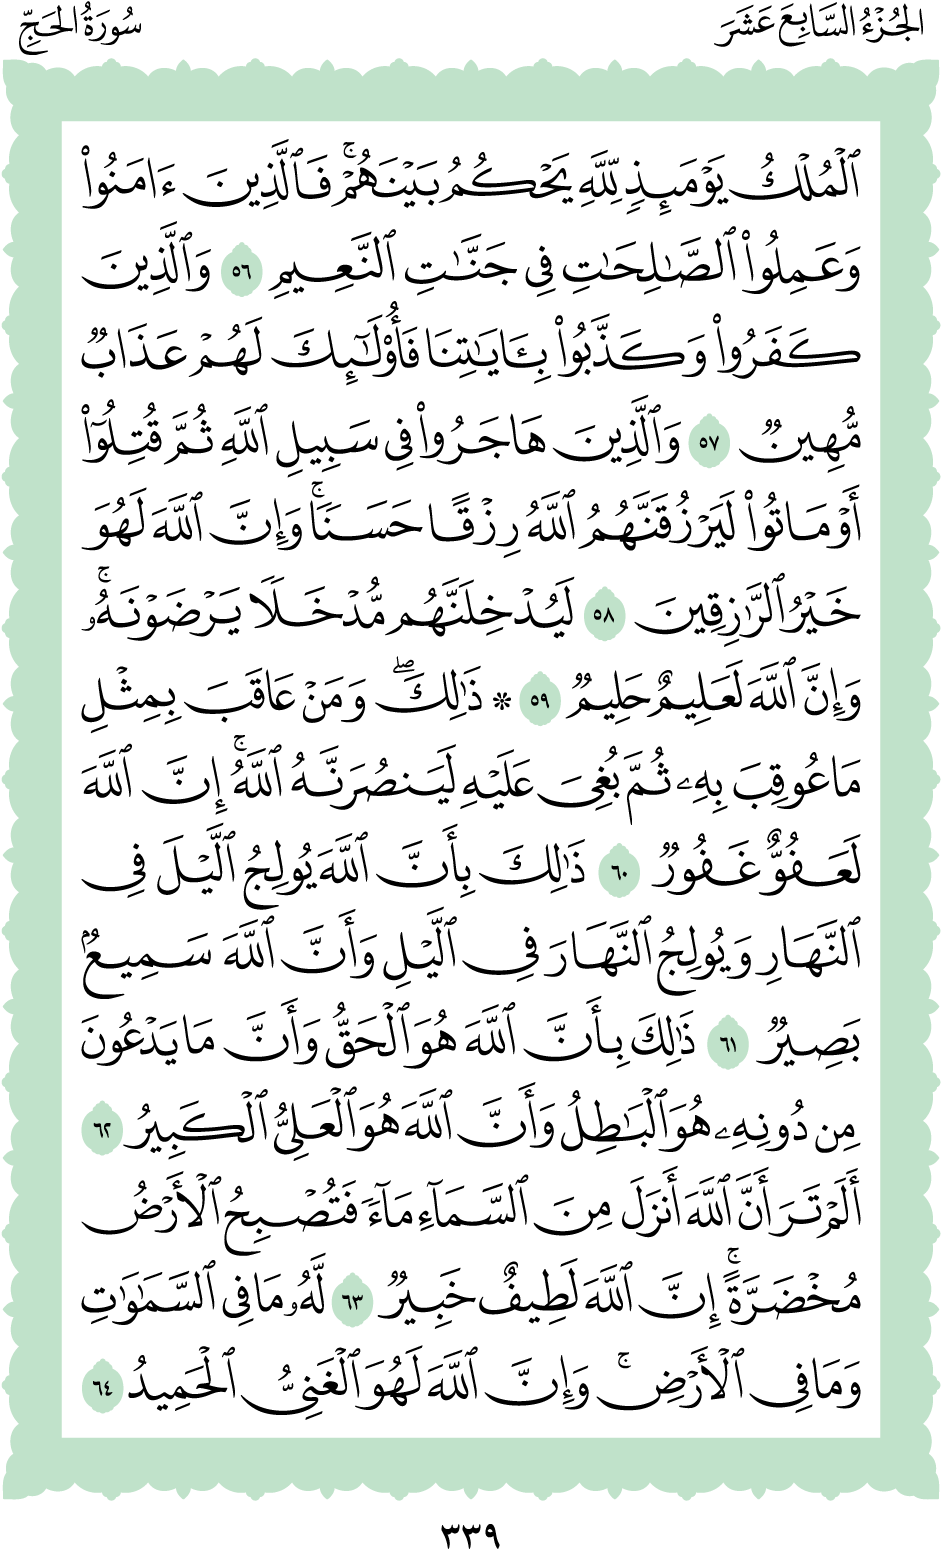 الجُزْءُ السَّابِعَ عَشَرَ
سُورَةُ الحَجِّ
ٱلْمُلْكُ يَوْمَئِذٍ لِّلَّهِ يَحْكُمُ بَيْنَهُمْۚ فَٱلَّذِينَ ءَامَنُوا۟
وَعَمِلُوا۟ ٱلصَّـٰلِحَـٰتِ فِى جَنَّـٰتِ ٱلنَّعِيمِ ٥٦ وَٱلَّذِينَ
كَفَرُوا۟ وَكَذَّبُوا۟ بِـَٔايَـٰتِنَا فَأُو۟لَـٰٓئِكَ لَهُمْ عَذَابٌ
مُّهِينٌ ٥٧ وَٱلَّذِينَ هَاجَرُوا۟ فِى سَبِيلِ ٱللَّهِ ثُمَّ قُتِلُوٓا۟
أَوْ مَاتُوا۟ لَيَرْزُقَنَّهُمُ ٱللَّهُ رِزْقًا حَسَنًاۚ وَإِنَّ ٱللَّهَ لَهُوَ
خَيْرُ ٱلرَّٰزِقِينَ ٥٨ لَيُدْخِلَنَّهُم مُّدْخَلًا يَرْضَوْنَهُۥۚ
وَإِنَّ ٱللَّهَ لَعَلِيمٌ حَلِيمٌ ٥٩ * ذَٰلِكَۖ وَمَنْ عَاقَبَ بِمِثْلِ
مَا عُوقِبَ بِهِۦ ثُمَّ بُغِىَ عَلَيْهِ لَيَنصُرَنَّهُ ٱللَّهُۚ إِنَّ ٱللَّهَ
لَعَفُوٌّ غَفُورٌ ٦٠ ذَٰلِكَ بِأَنَّ ٱللَّهَ يُولِجُ ٱلَّيْلَ فِى
ٱلنَّهَارِ وَيُولِجُ ٱلنَّهَارَ فِى ٱلَّيْلِ وَأَنَّ ٱللَّهَ سَمِيعٌۢ
بَصِيرٌ ٦١ ذَٰلِكَ بِأَنَّ ٱللَّهَ هُوَ ٱلْحَقُّ وَأَنَّ مَا يَدْعُونَ
مِن دُونِهِۦ هُوَ ٱلْبَـٰطِلُ وَأَنَّ ٱللَّهَ هُوَ ٱلْعَلِىُّ ٱلْكَبِيرُ ٦٢
أَلَمْ تَرَ أَنَّ ٱللَّهَ أَنزَلَ مِنَ ٱلسَّمَآءِ مَآءً فَتُصْبِحُ ٱلْأَرْضُ
مُخْضَرَّةًۚ إِنَّ ٱللَّهَ لَطِيفٌ خَبِيرٌ ٦٣ لَّهُۥ مَا فِى ٱلسَّمَـٰوَٰتِ
وَمَا فِى ٱلْأَرْضِۚ وَإِنَّ ٱللَّهَ لَهُوَ ٱلْغَنِىُّ ٱلْحَمِيدُ ٦٤
٣٣٩